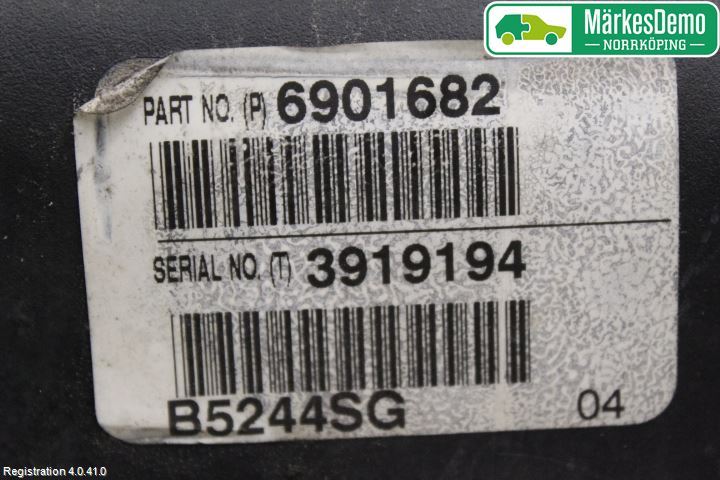 MärkesDemo
NORRKÖPING
PART NO. (P) 6901682
SERIAL NO. (T) 3919194
B5244SG 04
Registration 4.0.41.0